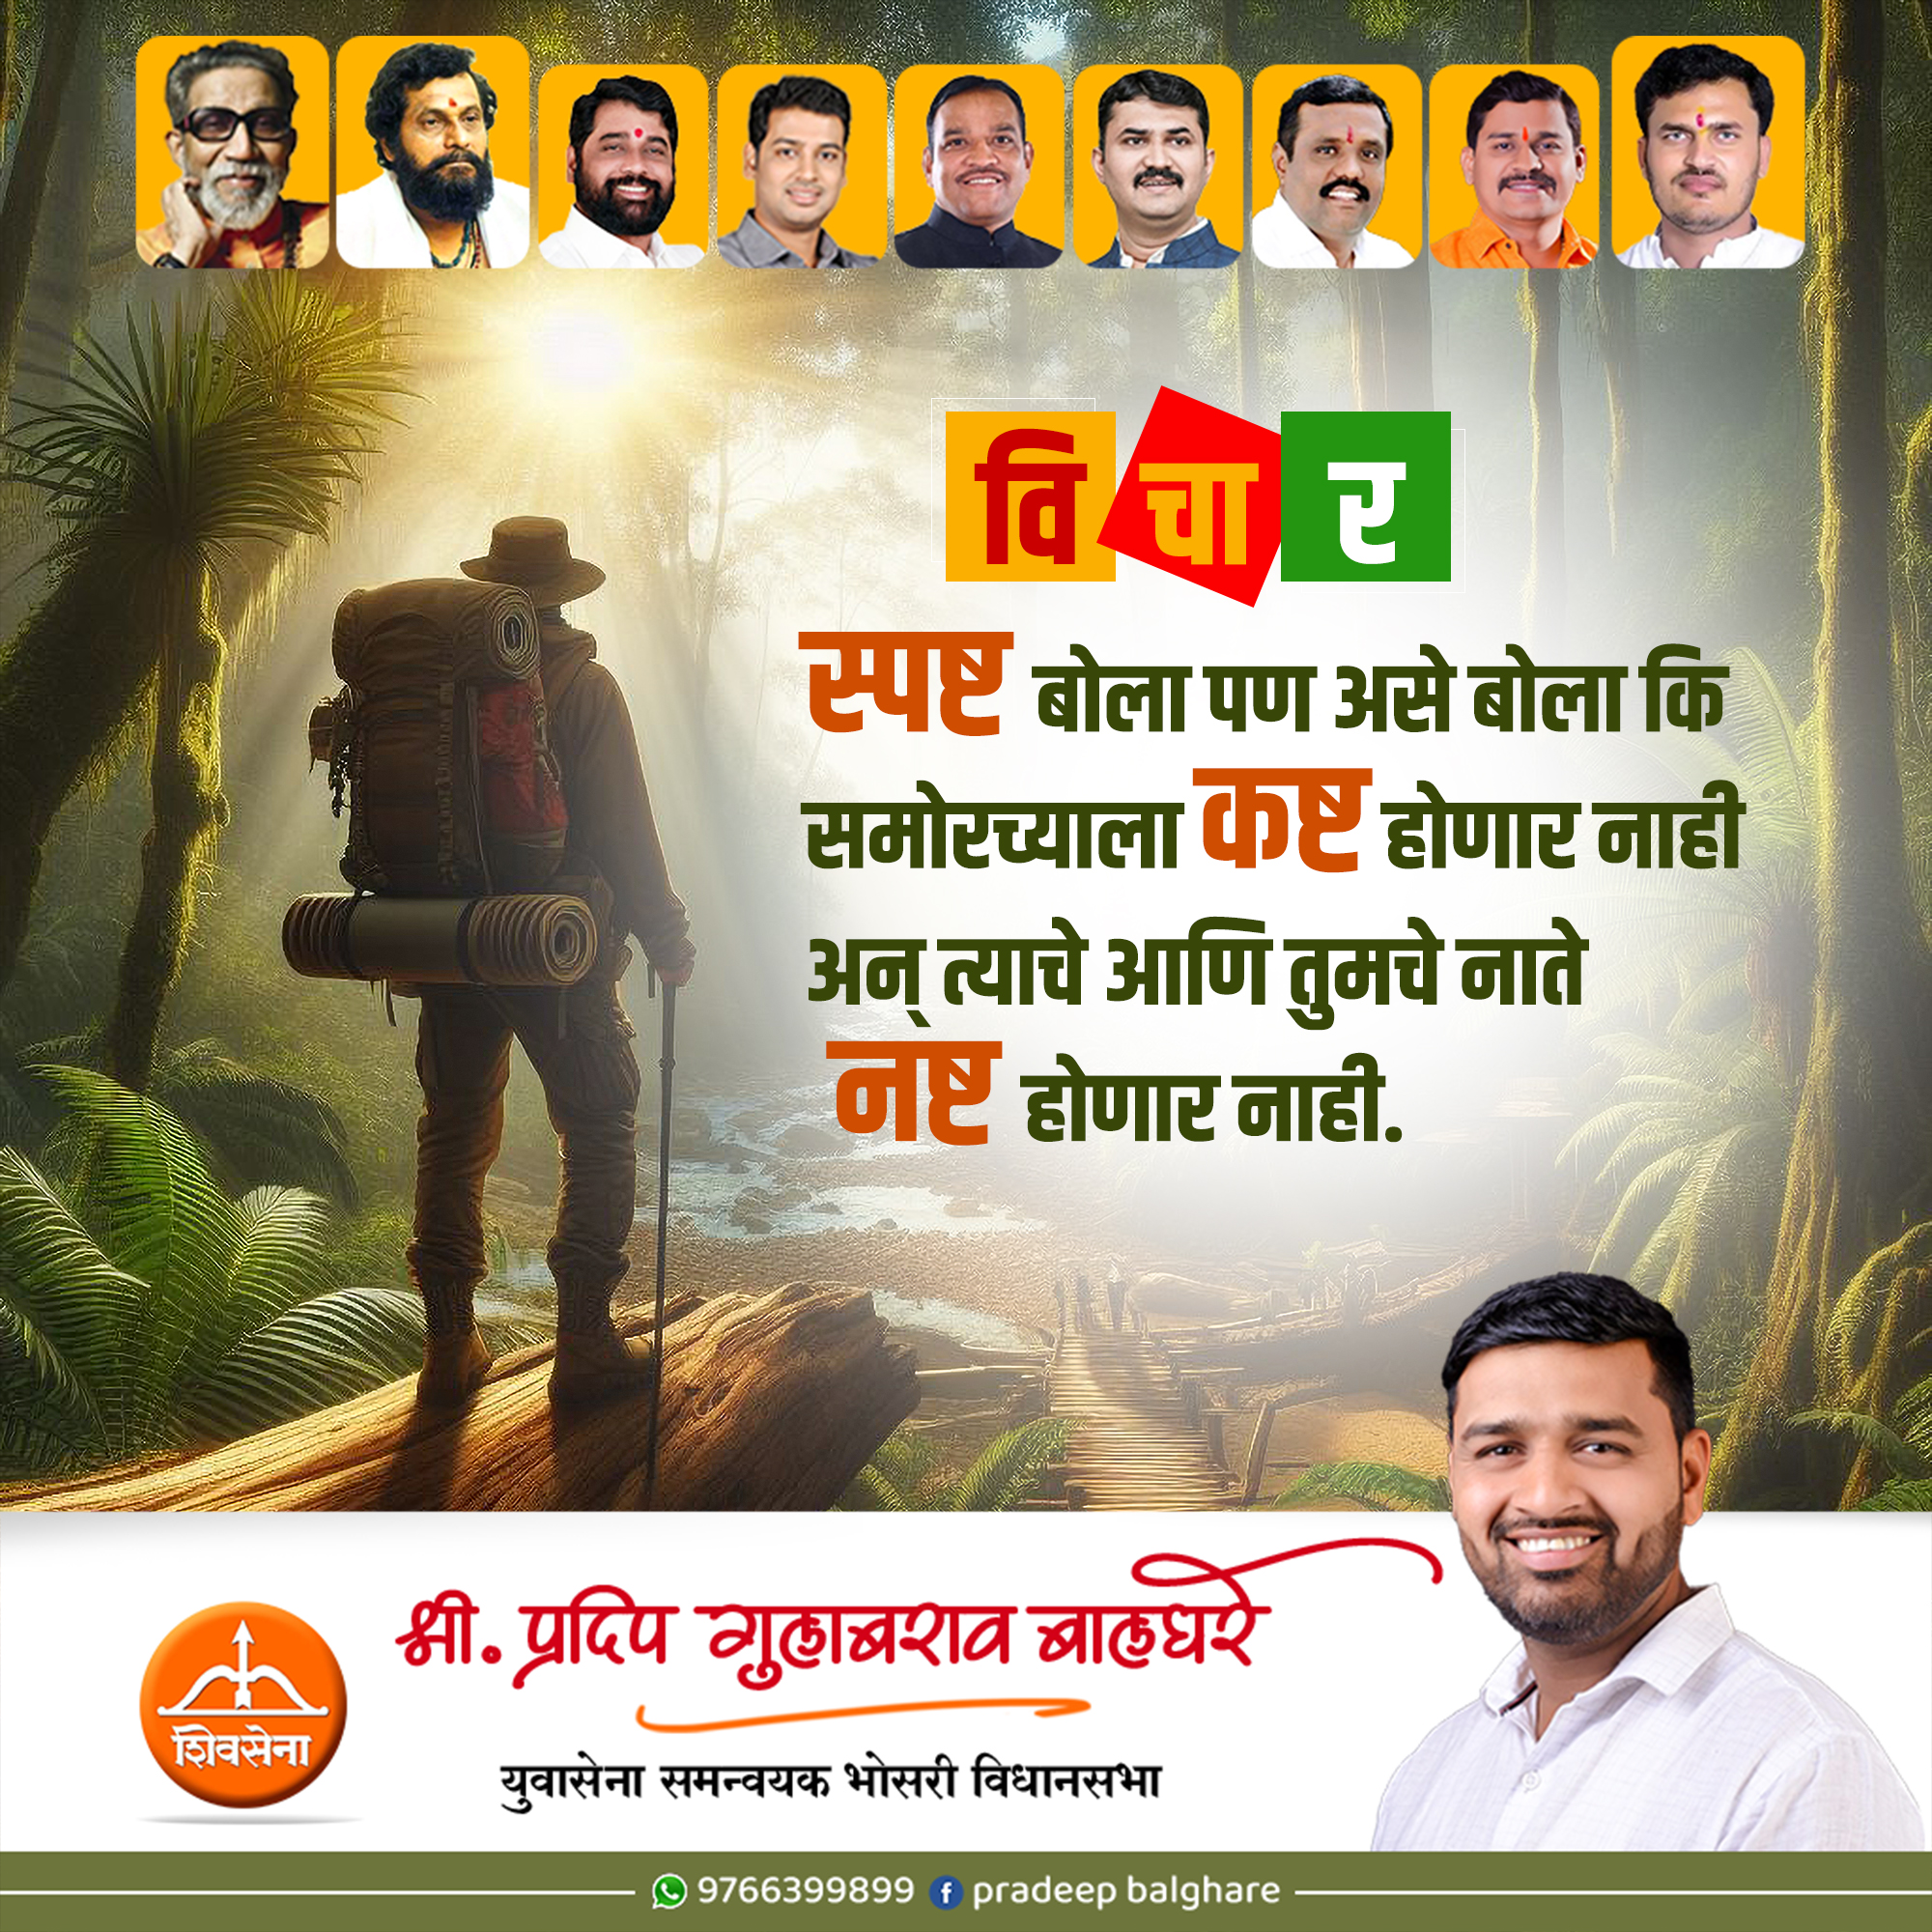 विचार
स्पष्ट बोला पण असे बोला कि
समोरच्याला कष्ट होणार नाही
अन् त्याचे आणि तुमचे नाते
नष्ट होणार नाही.
श्री. प्रदिप गुलाबराव बालघरे
शिवसेना
युवासेना समन्वयक भोसरी विधानसभा
9766399899 pradeep balghare